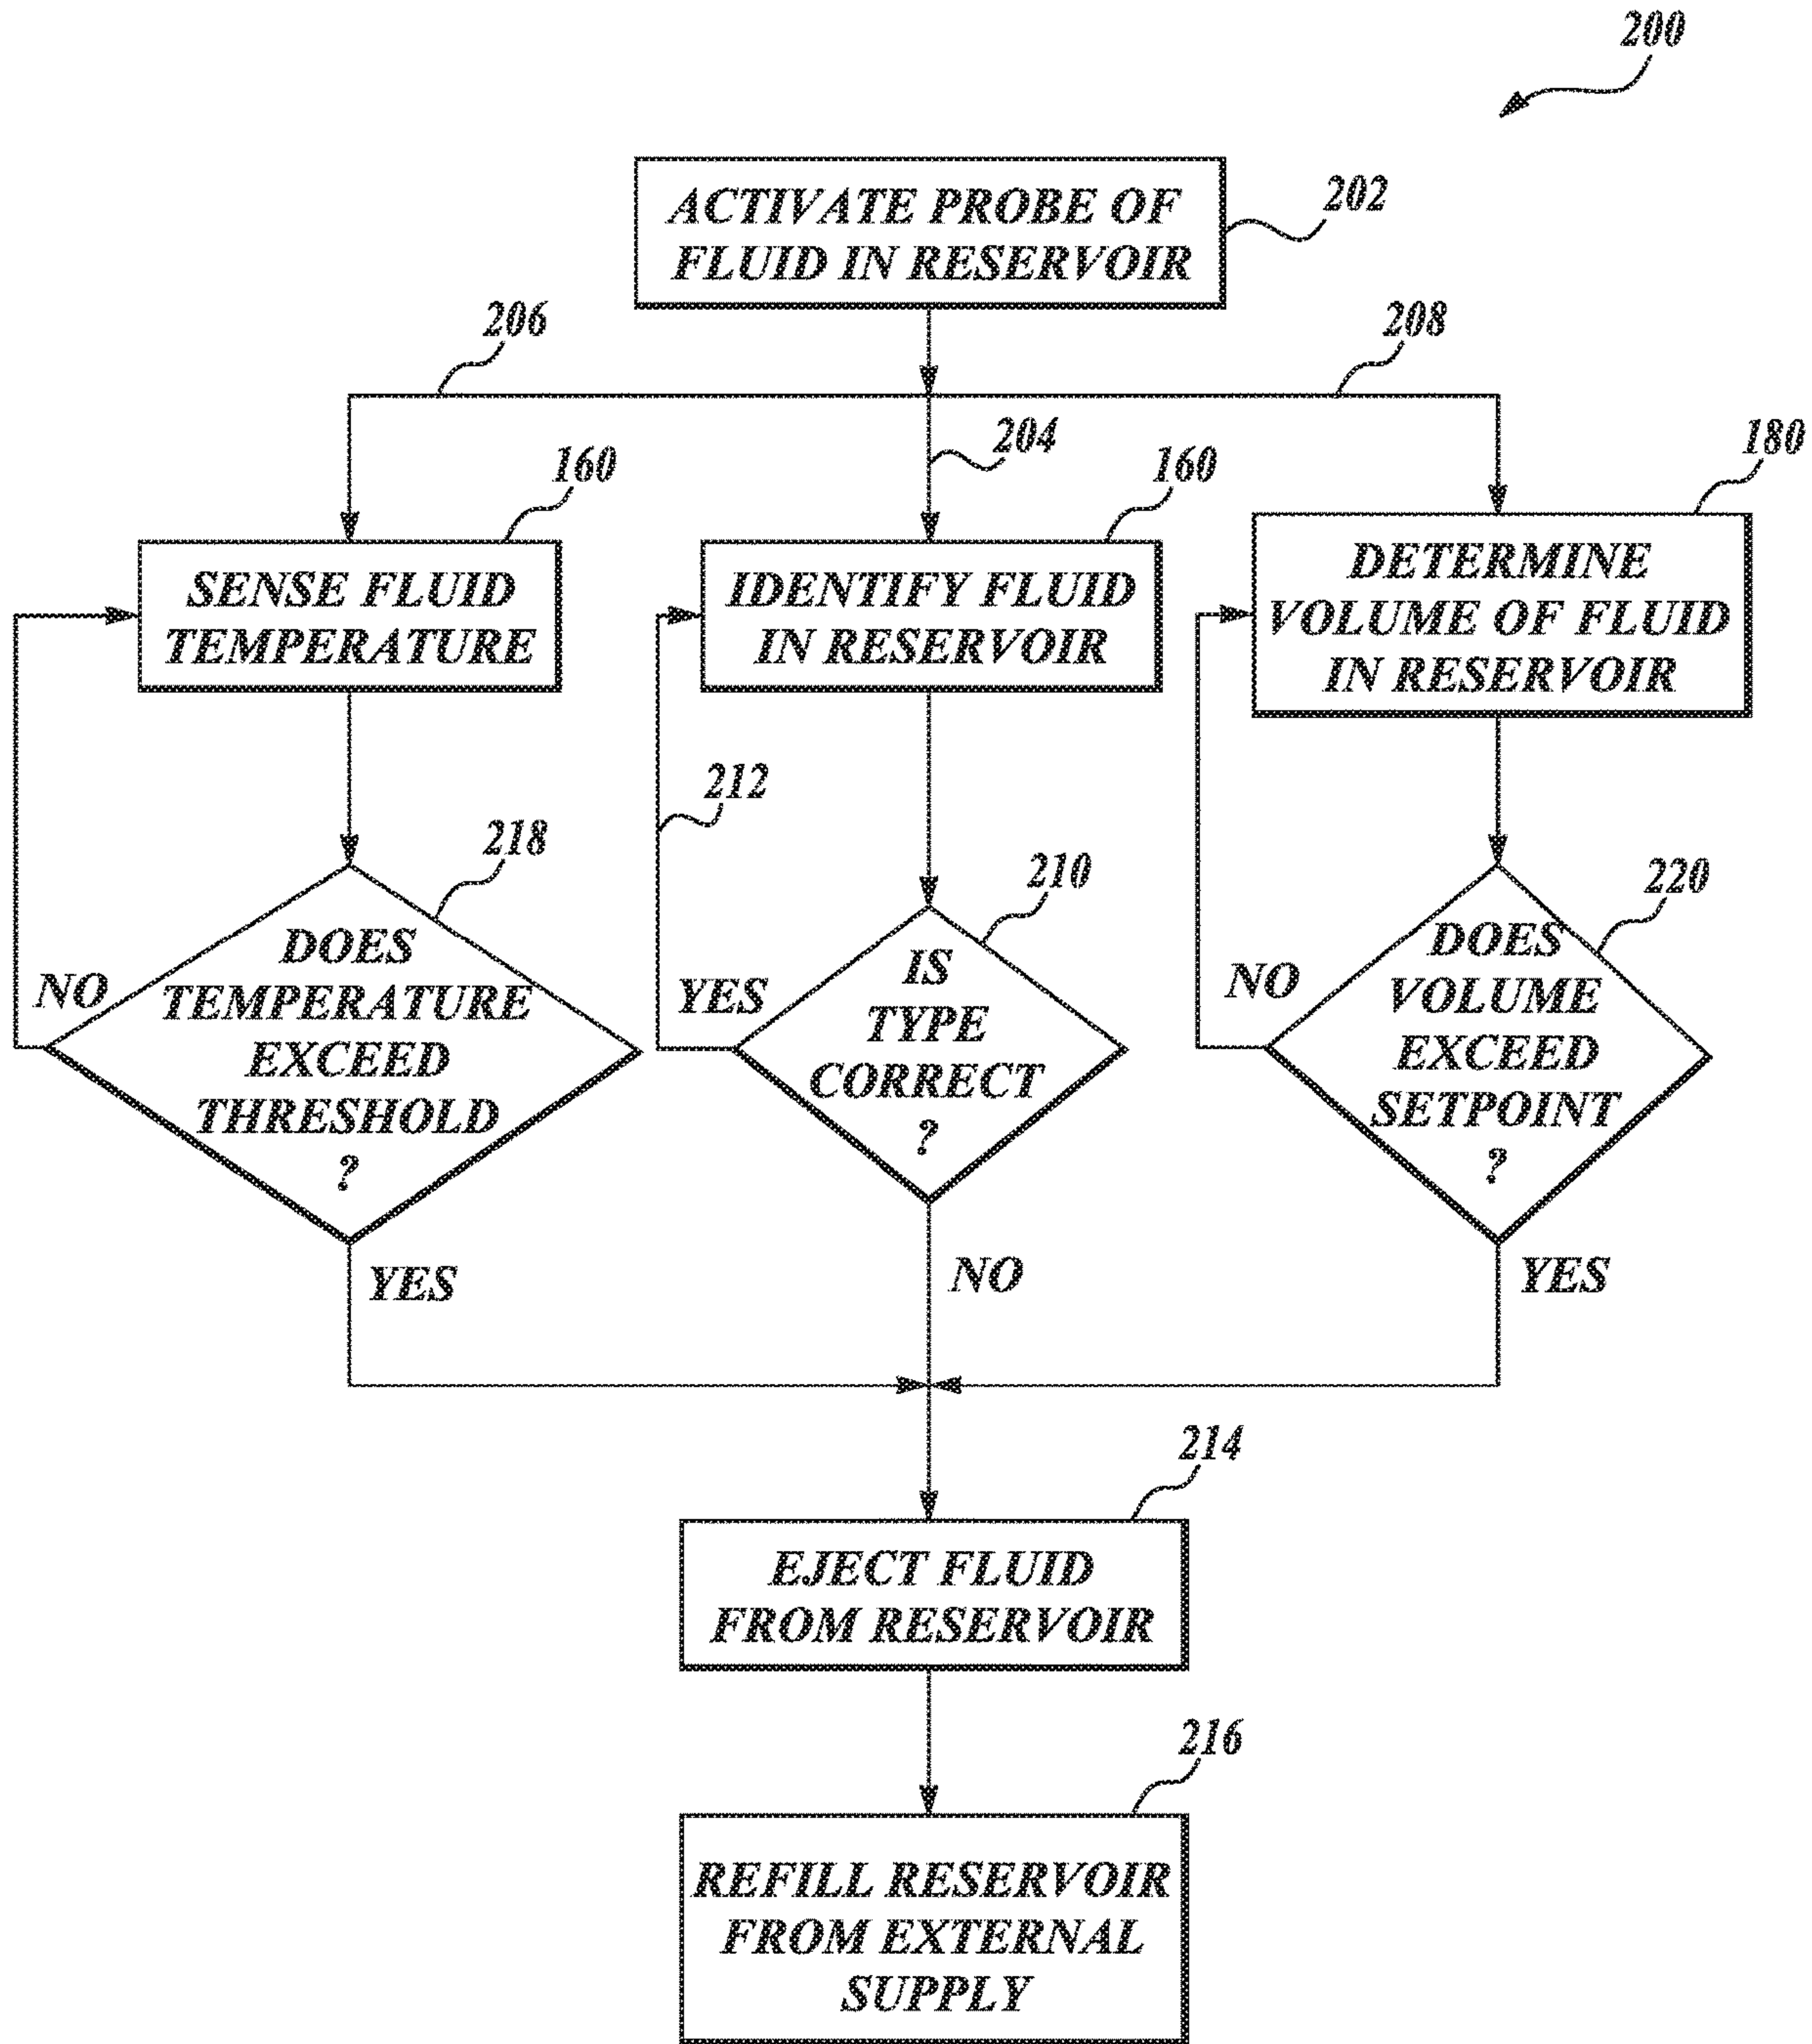 200
ACTIVATE PROBE OF
FLUID IN RESERVOIR
202
206
208
204
160
160
180
SENSE FLUID
TEMPERATURE
IDENTIFY FLUID
IN RESERVOIR
DETERMINE
VOLUME OF FLUID
IN RESERVOIR
212
218
210
220
NO
DOES
TEMPERATURE
EXCEED
THRESHOLD
?
YES
IS
TYPE
CORRECT
?
NO
DOES
VOLUME
EXCEED
SETPOINT
?
YES
NO
YES
214
EJECT FLUID
FROM RESERVOIR
216
REFILL RESERVOIR
FROM EXTERNAL
SUPPLY